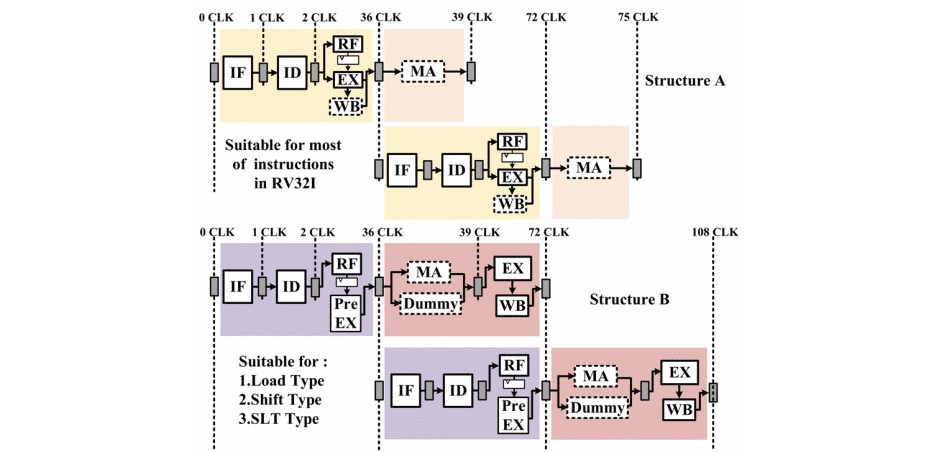 0 CLK 1 CLK 2 CLK 36 CLK 39 CLK 72 CLK 75 CLK
RF
IF ID EX MA
WB
Structure A
Suitable for most
of instructions
in RV32I
RF
IF ID EX MA
WB
0 CLK 1 CLK 2 CLK 36 CLK 39 CLK 72 CLK 108 CLK
RF MA EX
IF ID
Pre Dummy WB
EX
Structure B
Suitable for :
1.Load Type
2.Shift Type
3.SLT Type
RF MA EX
IF ID
Pre Dummy WB
EX